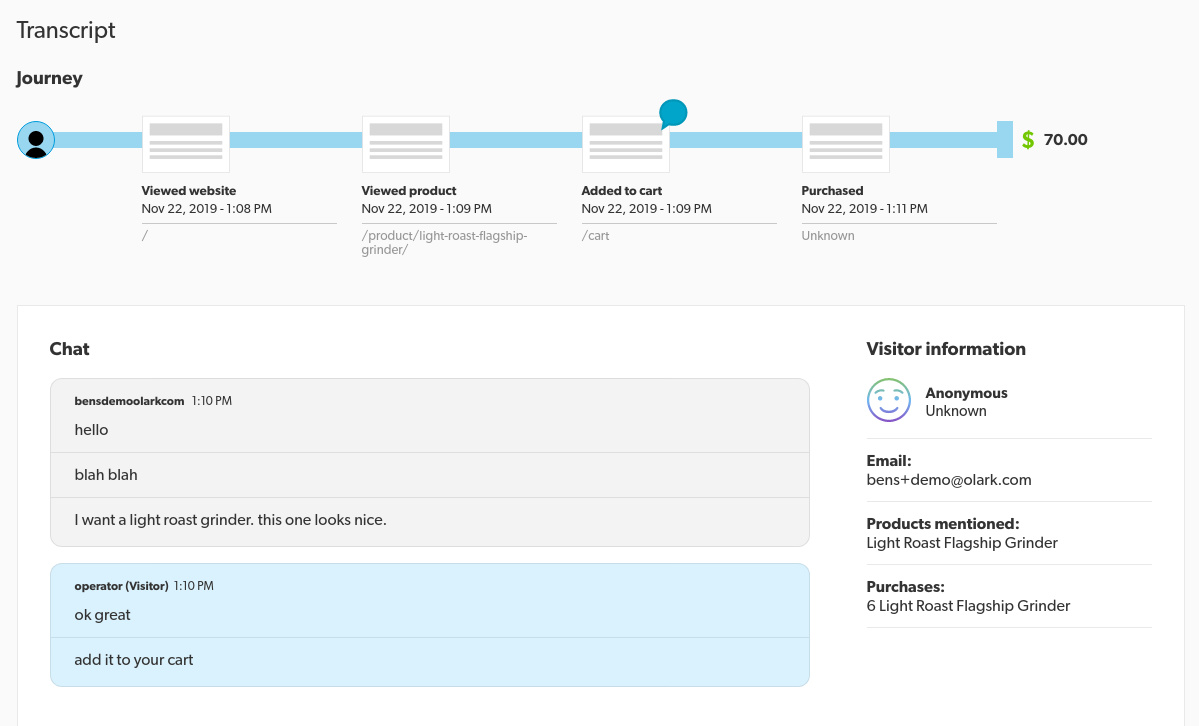 Transcript
Journey
$ 70.00
Viewed website
Nov 22, 2019 - 1:08 PM
/
Viewed product
Nov 22, 2019 - 1:09 PM
/product/light-roast-flagship-
grinder/
Added to cart
Nov 22, 2019 - 1:09 PM
/cart
Purchased
Nov 22, 2019 - 1:11 PM
Unknown
Chat
bensdemoolarkcom 1:10 PM
hello
blah blah
I want a light roast grinder. this one looks nice.
operator (Visitor) 1:10 PM
ok great
add it to your cart
Visitor information
Anonymous
Unknown
Email:
bens+demo@olark.com
Products mentioned:
Light Roast Flagship Grinder
Purchases:
6 Light Roast Flagship Grinder